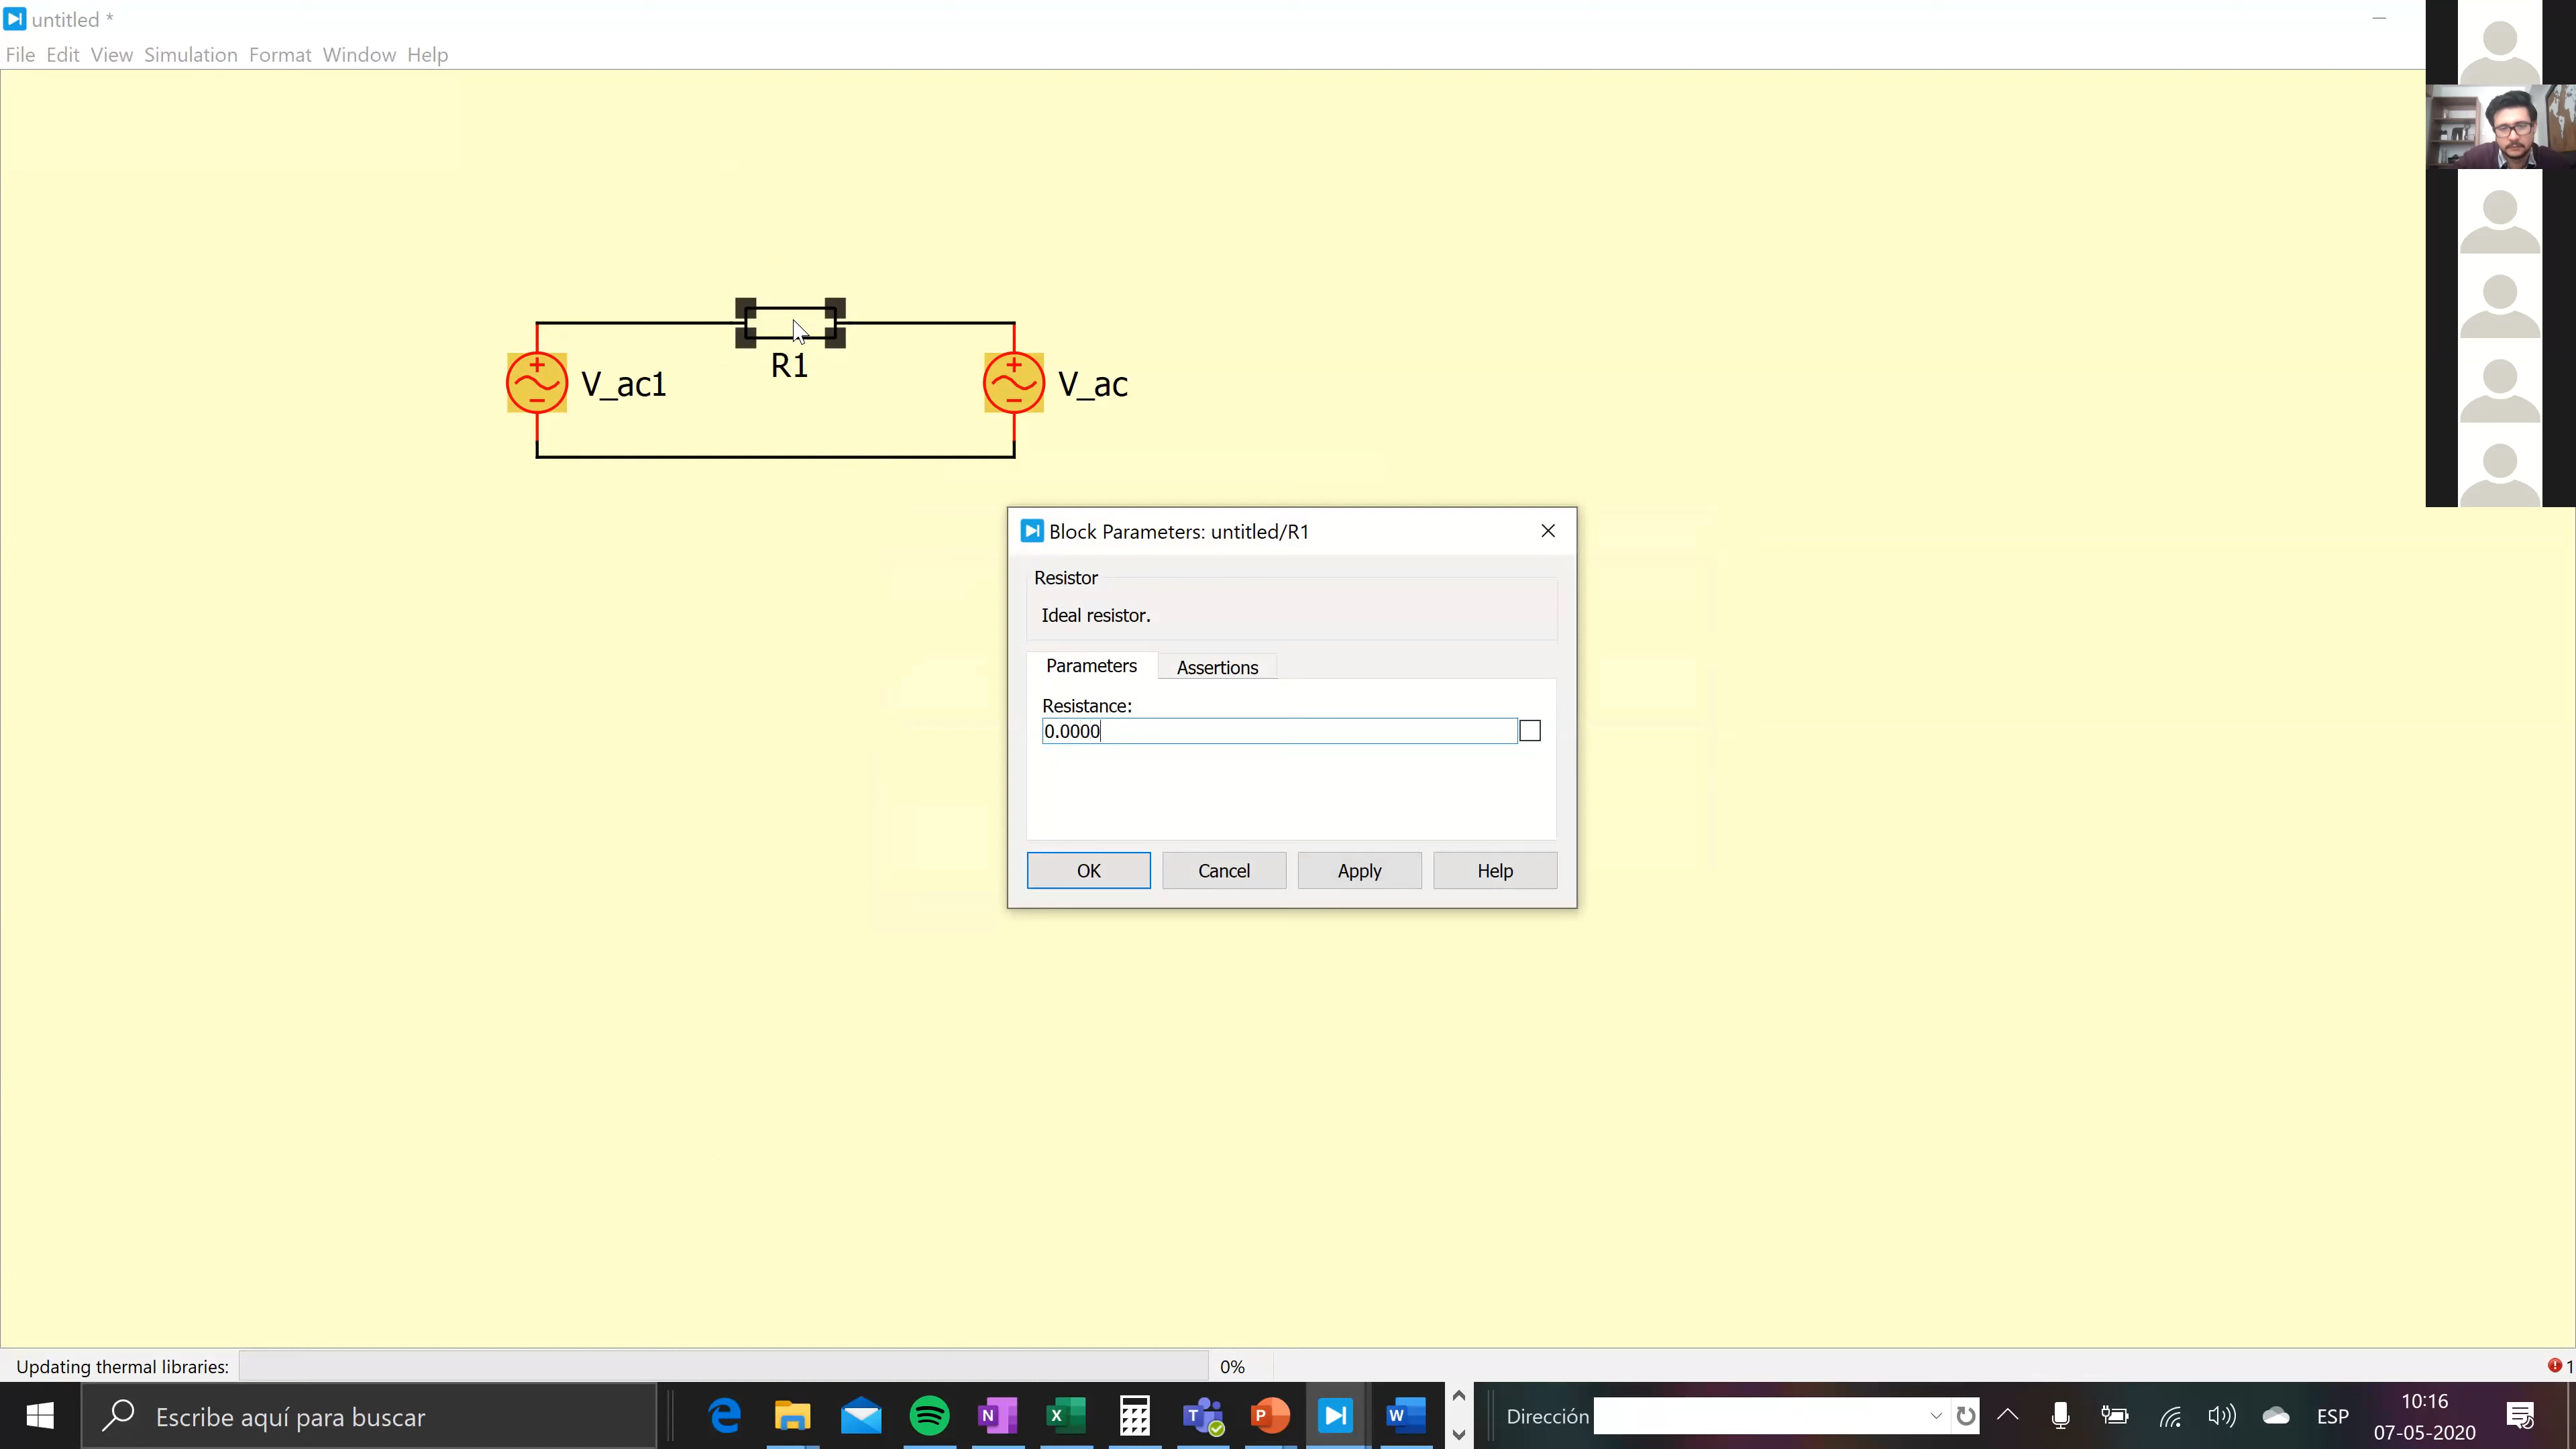 untitled *
File Edit View Simulation Format Window Help
R1
V_ac1
V_ac
Block Parameters: untitled/R1
Resistor
Ideal resistor.
Parameters
Assertions
Resistance:
0.0000
OK
Cancel
Apply
Help
Updating thermal libraries:
0%
1
Escribe aquí para buscar
Dirección
ESP
10:16
07-05-2020